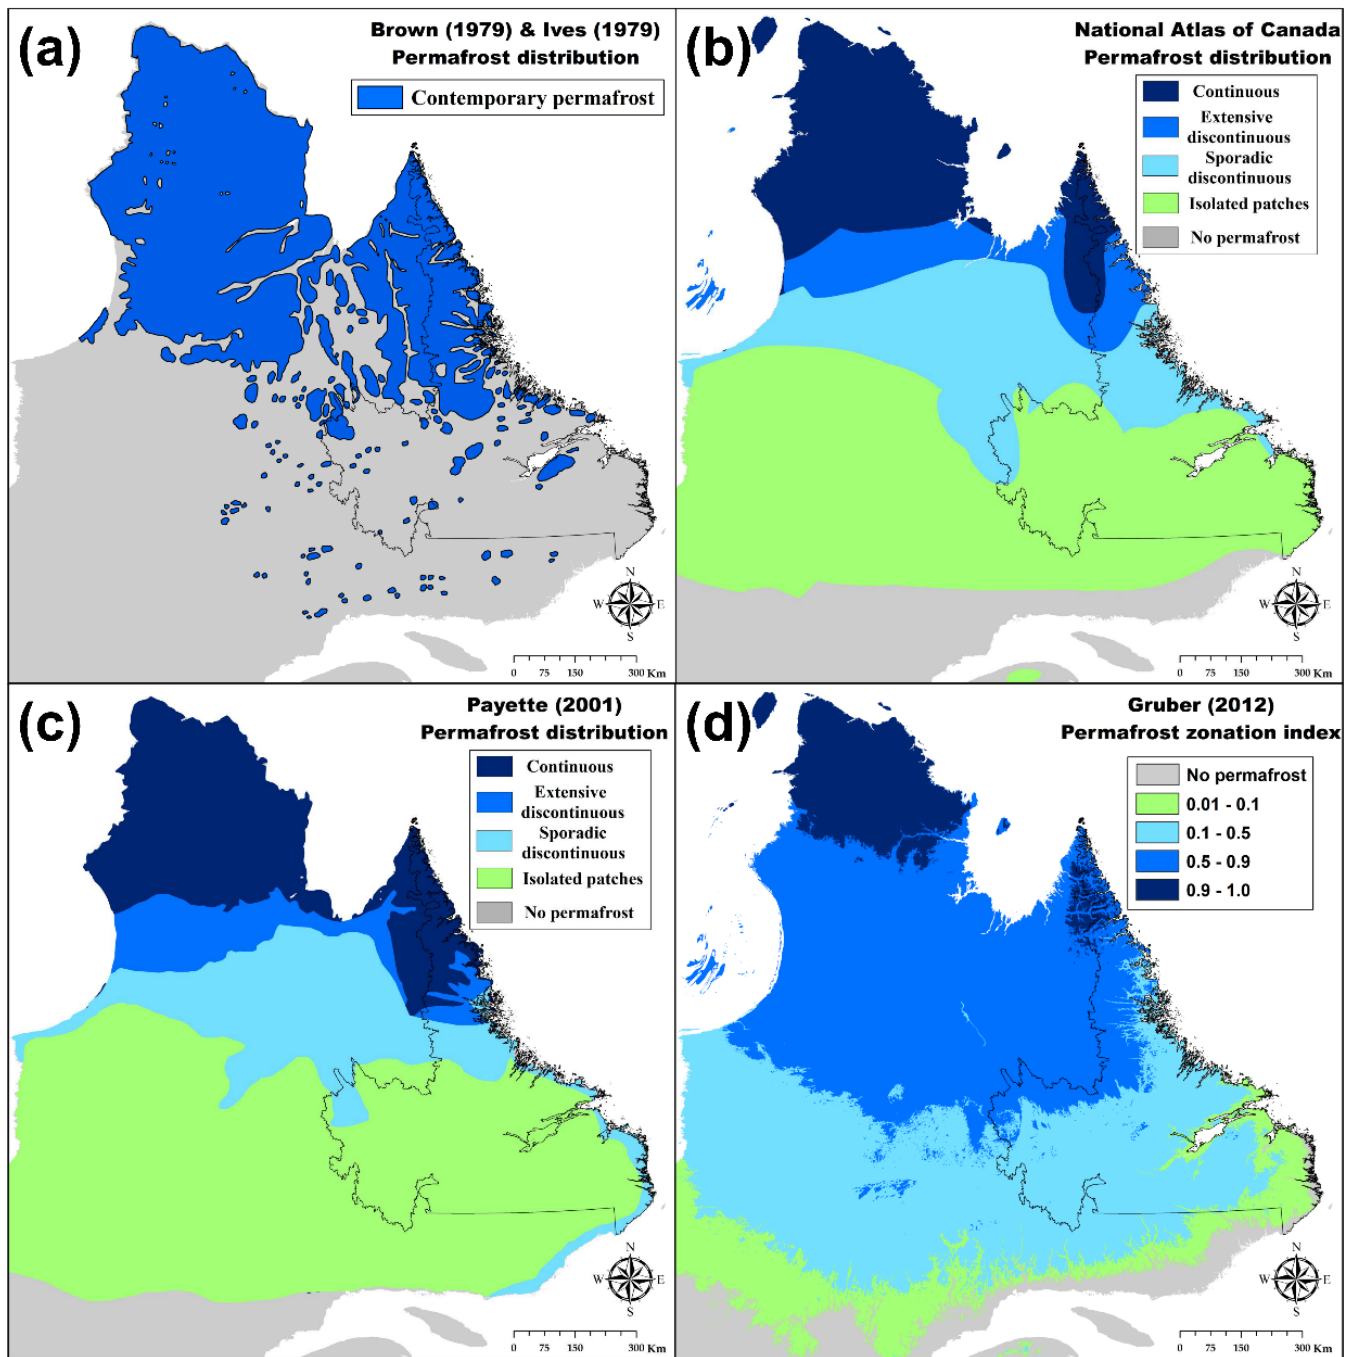 (a)
Brown (1979) & Ives (1979)
Permafrost distribution
Contemporary permafrost
N
W
E
S
0 75 150 300 Km
(b)
National Atlas of Canada
Permafrost distribution
Continuous
Extensive
discontinuous
Sporadic
discontinuous
Isolated patches
No permafrost
N
W
E
S
0 75 150 300 Km
(c)
Payette (2001)
Permafrost distribution
Continuous
Extensive
discontinuous
Sporadic
discontinuous
Isolated patches
No permafrost
N
W
E
S
0 75 150 300 Km
(d)
Gruber (2012)
Permafrost zonation index
No permafrost
0.01 - 0.1
0.1 - 0.5
0.5 - 0.9
0.9 - 1.0
N
W
E
S
0 75 150 300 Km